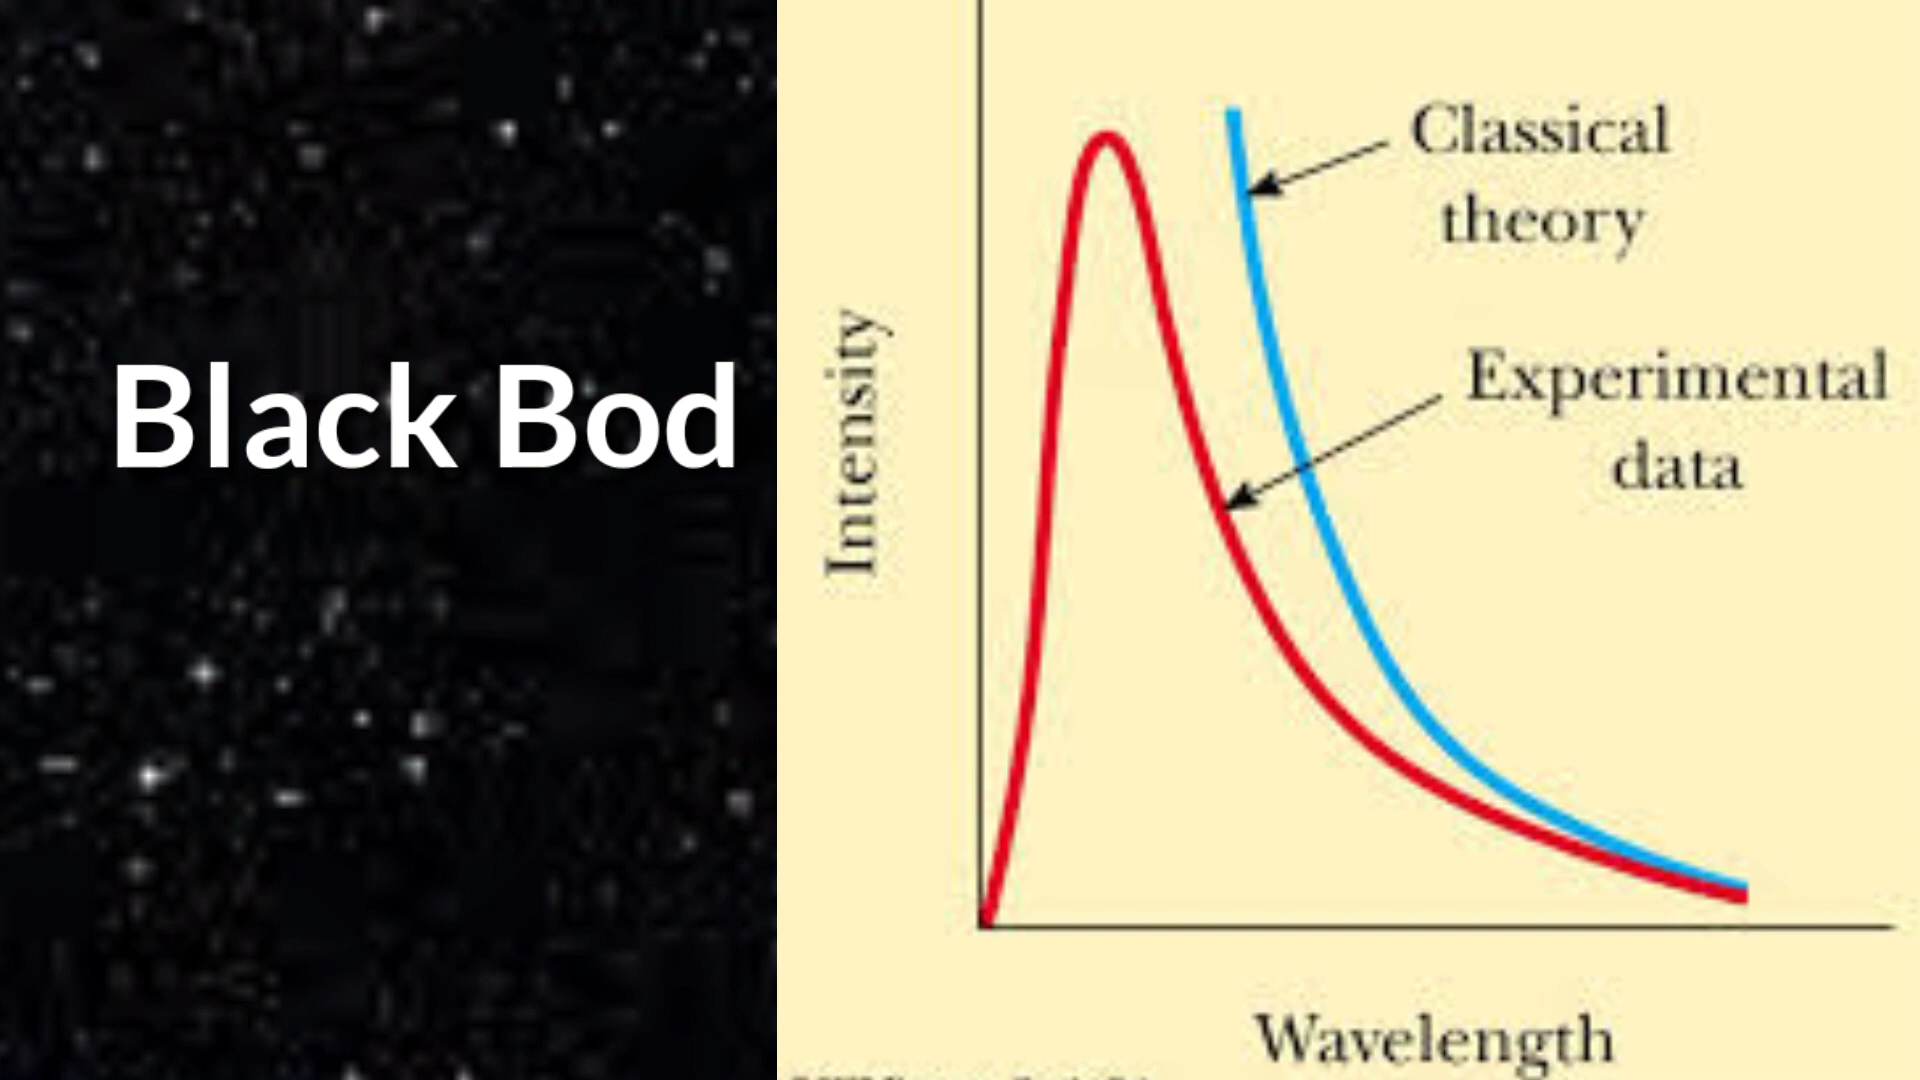 Black Bod
Classical
theory
Experimental
data
Intensity
Wavelength